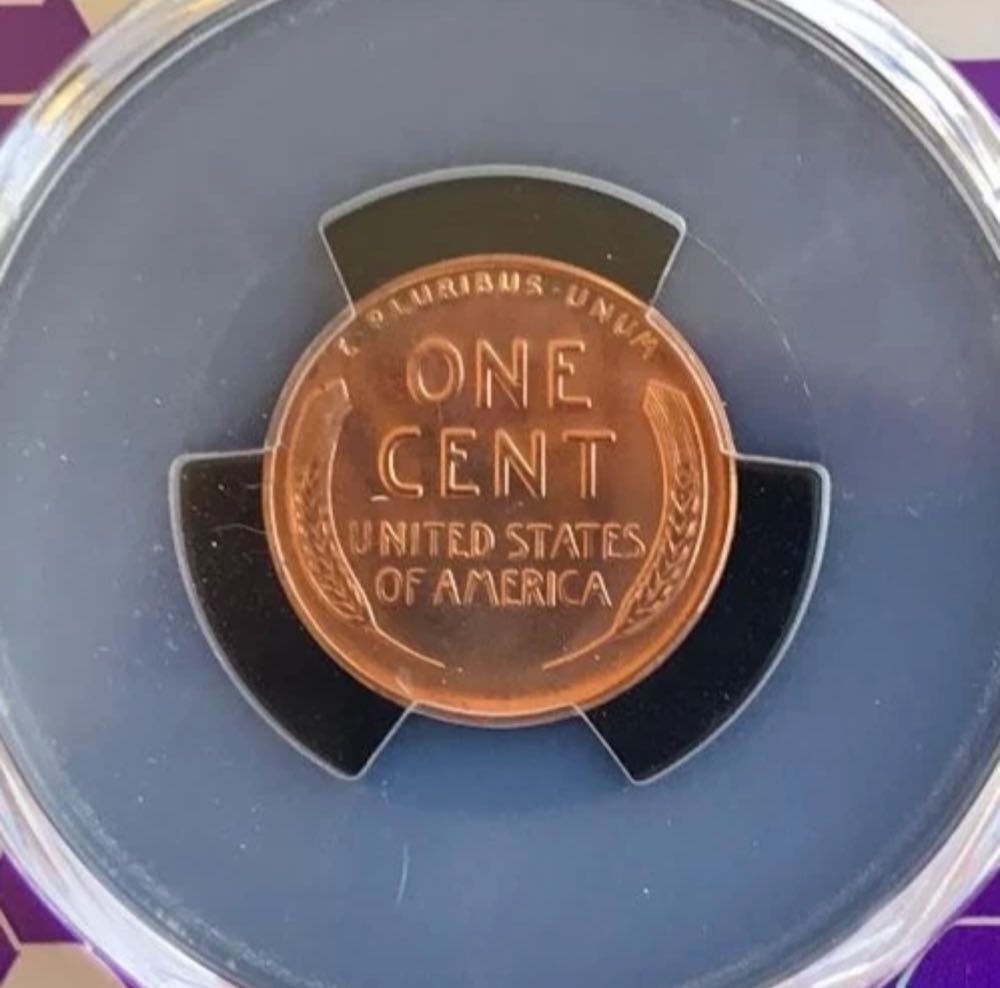 E PLURIBUS · UNUM
ONE
CENT
UNITED STATES
OF AMERICA